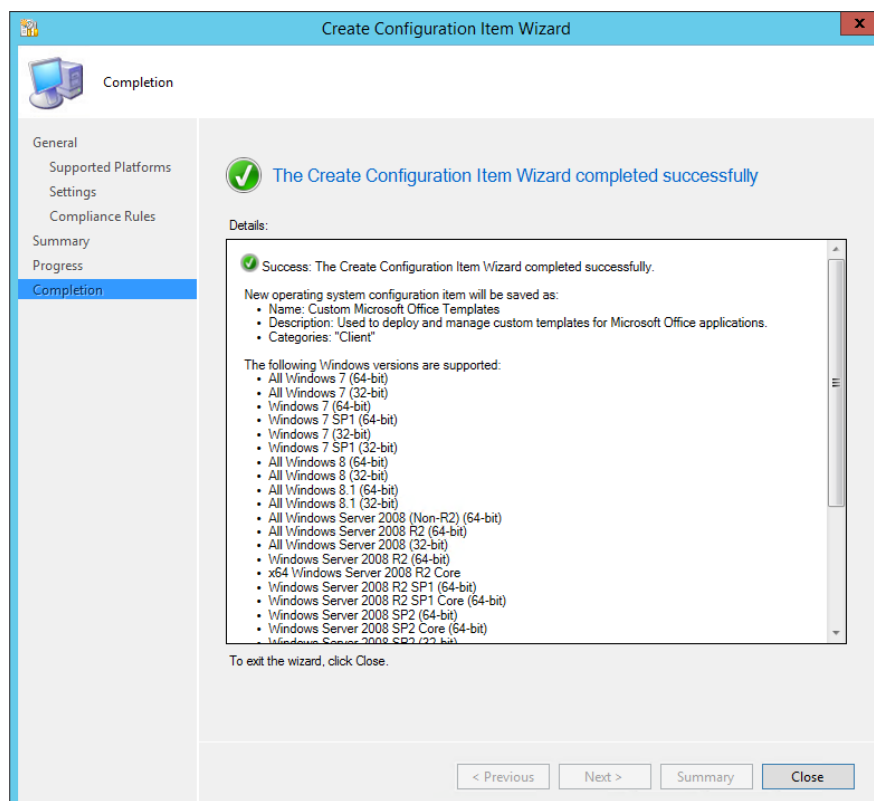 Create Configuration Item Wizard
x
Completion
General
Supported Platforms
Settings
Compliance Rules
Summary
Progress
Completion
The Create Configuration Item Wizard completed successfully
Details:
Success: The Create Configuration Item Wizard completed successfully.
New operating system configuration item will be saved as:
• Name: Custom Microsoft Office Templates
• Description: Used to deploy and manage custom templates for Microsoft Office applications.
• Categories: "Client"
The following Windows versions are supported:
• All Windows 7 (64-bit)
• All Windows 7 (32-bit)
• Windows 7 (64-bit)
• Windows 7 SP1 (64-bit)
• Windows 7 (32-bit)
• Windows 7 SP1 (32-bit)
• All Windows 8 (64-bit)
• All Windows 8 (32-bit)
• All Windows 8.1 (64-bit)
• All Windows 8.1 (32-bit)
• All Windows Server 2008 (Non-R2) (64-bit)
• All Windows Server 2008 R2 (64-bit)
• All Windows Server 2008 (32-bit)
• Windows Server 2008 R2 (64-bit)
• x64 Windows Server 2008 R2 Core
• Windows Server 2008 R2 SP1 (64-bit)
• Windows Server 2008 R2 SP1 Core (64-bit)
• Windows Server 2008 SP2 (64-bit)
• Windows Server 2008 SP2 Core (64-bit)
• Windows Server 2008 SP2 (32-bit)
To exit the wizard, click Close.
< Previous
Next >
Summary
Close